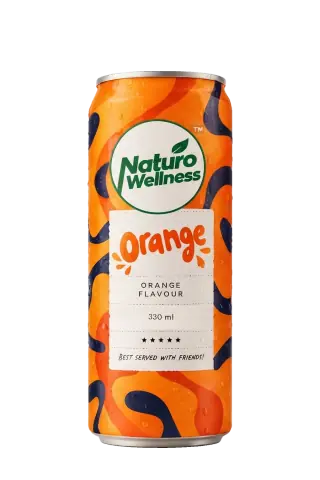 Naturo
Wellness
™
Orange
ORANGE
FLAVOUR
330 ml
★★★★★
BEST SERVED WITH FRIENDS!